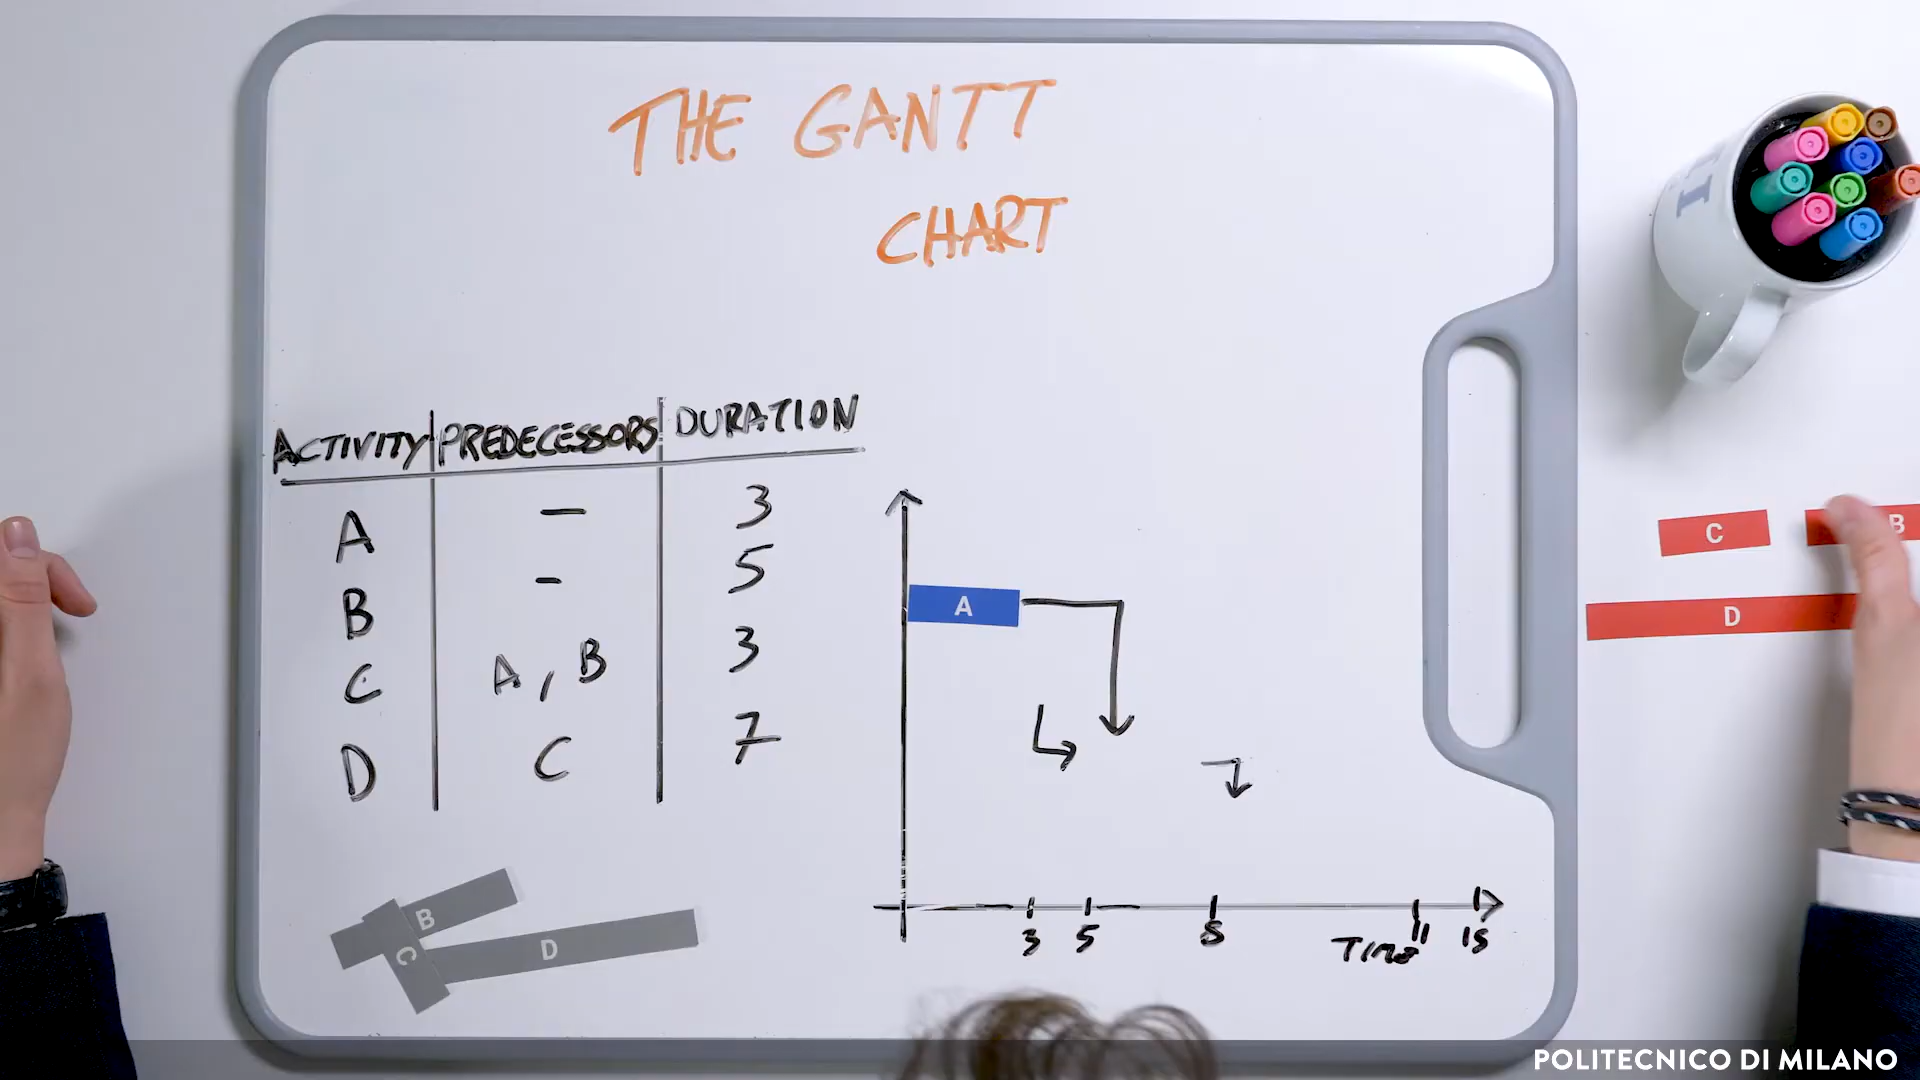 THE GANTT
CHART
ACTIVITY PREDECESSORS DURATION
A - 3
B - 5
C A, B 3
D C 7
A
C
B
D
B
C
D
3 5 8 11 15
TIME
POLITECNICO DI MILANO